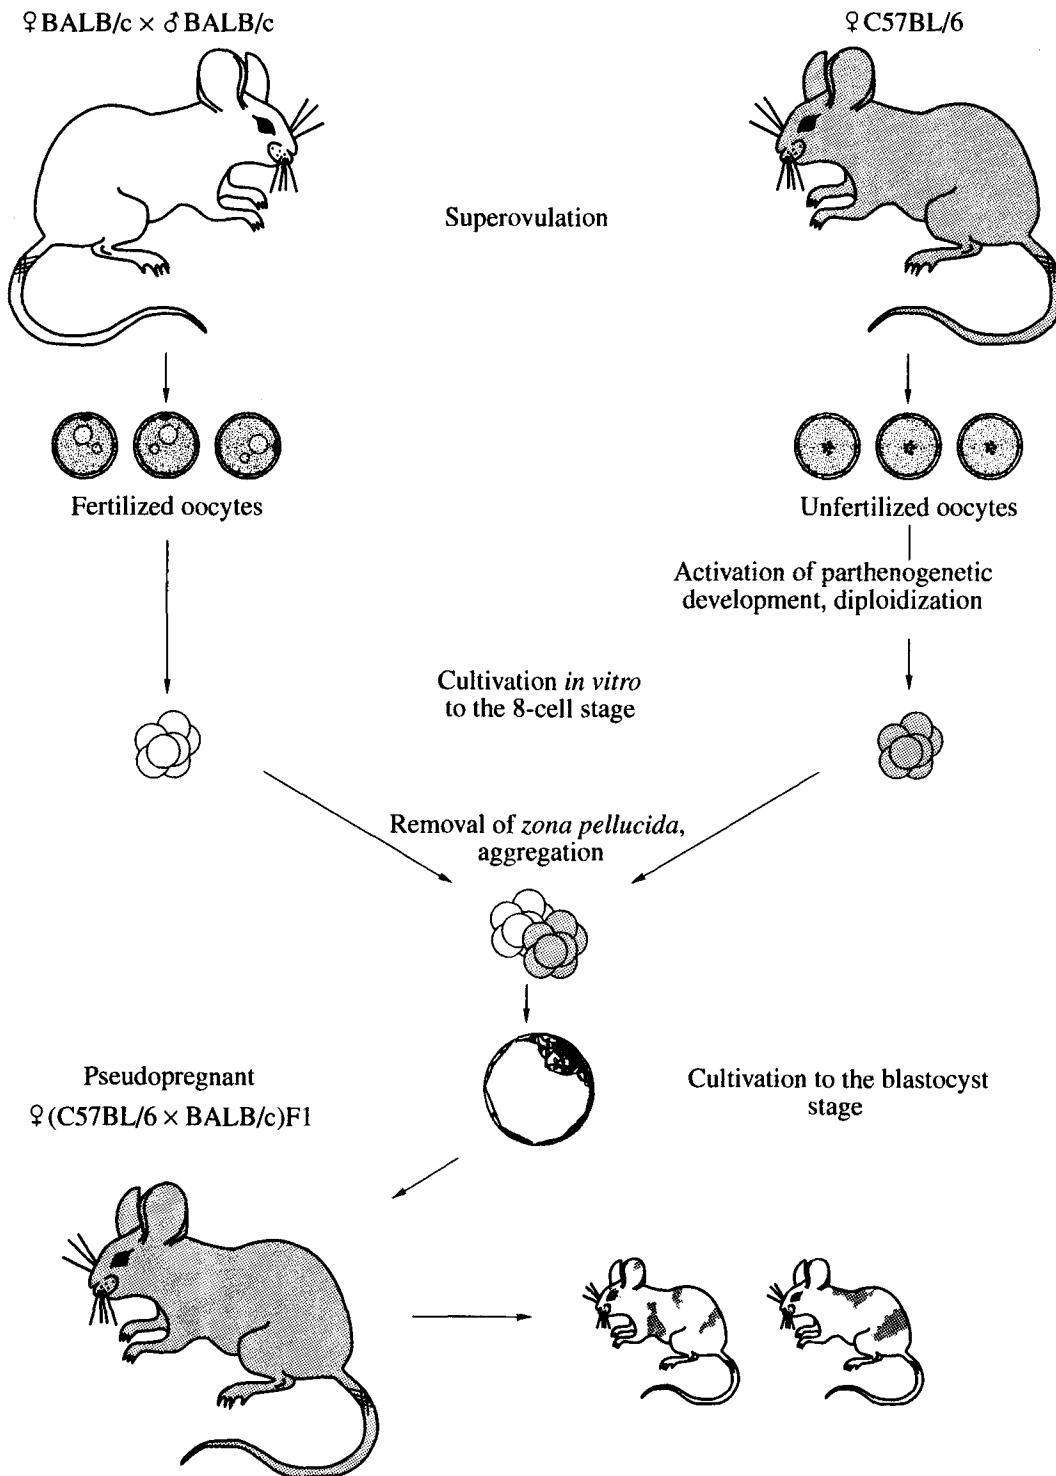 ♀BALB/c × ♂BALB/c
♀C57BL/6
Superovulation
Fertilized oocytes
Unfertilized oocytes
Activation of parthenogenetic
development, diploidization
Cultivation in vitro
to the 8-cell stage
Removal of zona pellucida,
aggregation
Pseudopregnant
♀(C57BL/6 × BALB/c)F1
Cultivation to the blastocyst
stage